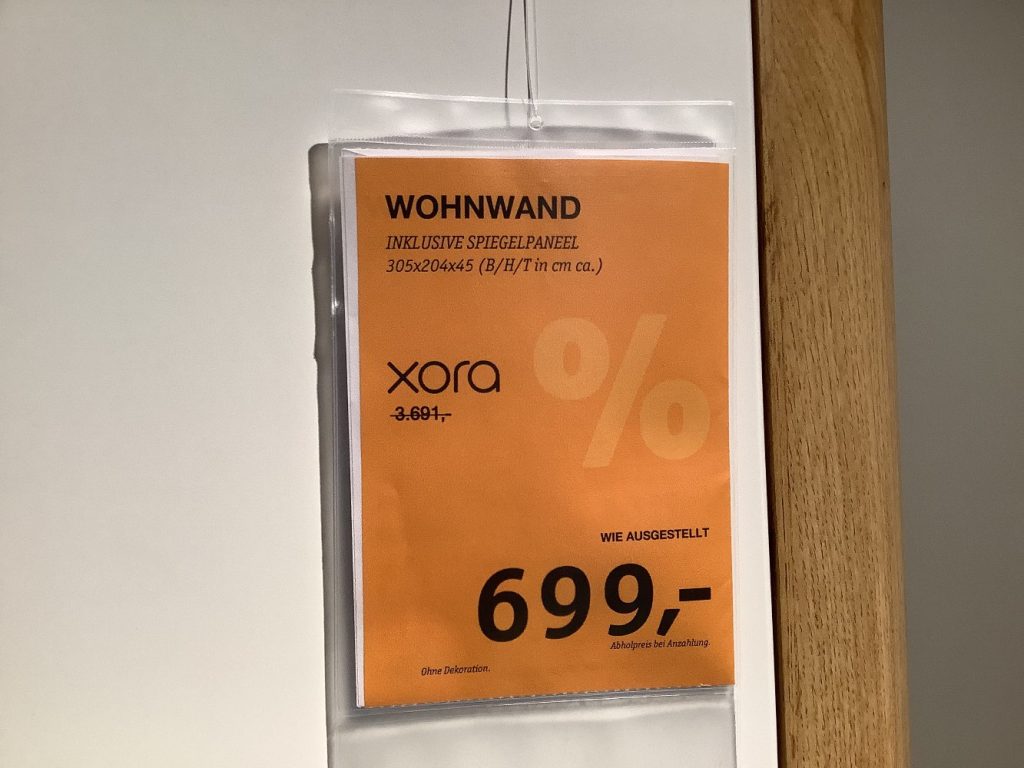 WOHNWAND
INKLUSIVE SPIEGELPANEEL
305x204x45 (B/H/T in cm ca.)
%
xora
3.691,-
WIE AUSGESTELLT
699,-
Abholpreis bei Anzahlung.
Ohne Dekoration.